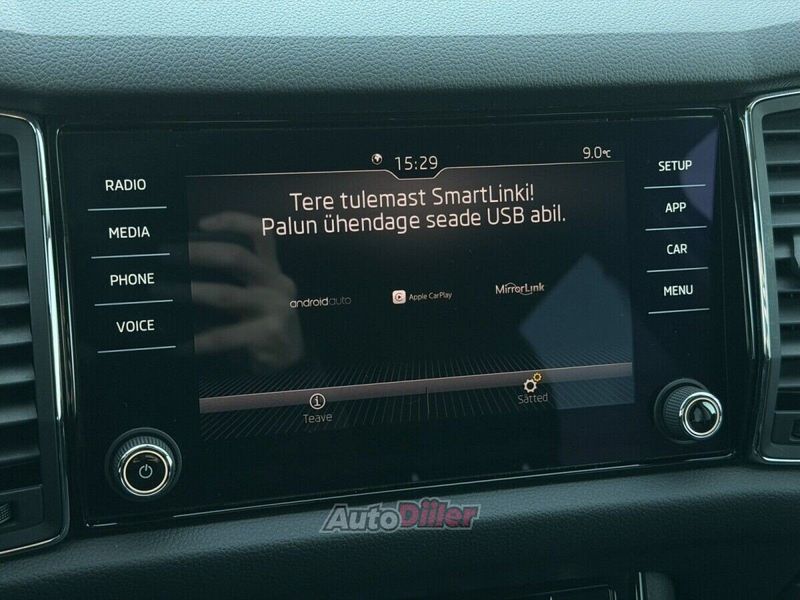 15:29
9.0°C
RADIO
MEDIA
PHONE
VOICE
Tere tulemast SmartLinki!
Palun ühendage seade USB abil.
androidauto
Apple CarPlay
MirrorLink
Teave
Sätted
SETUP
APP
CAR
MENU
AutoDiiler